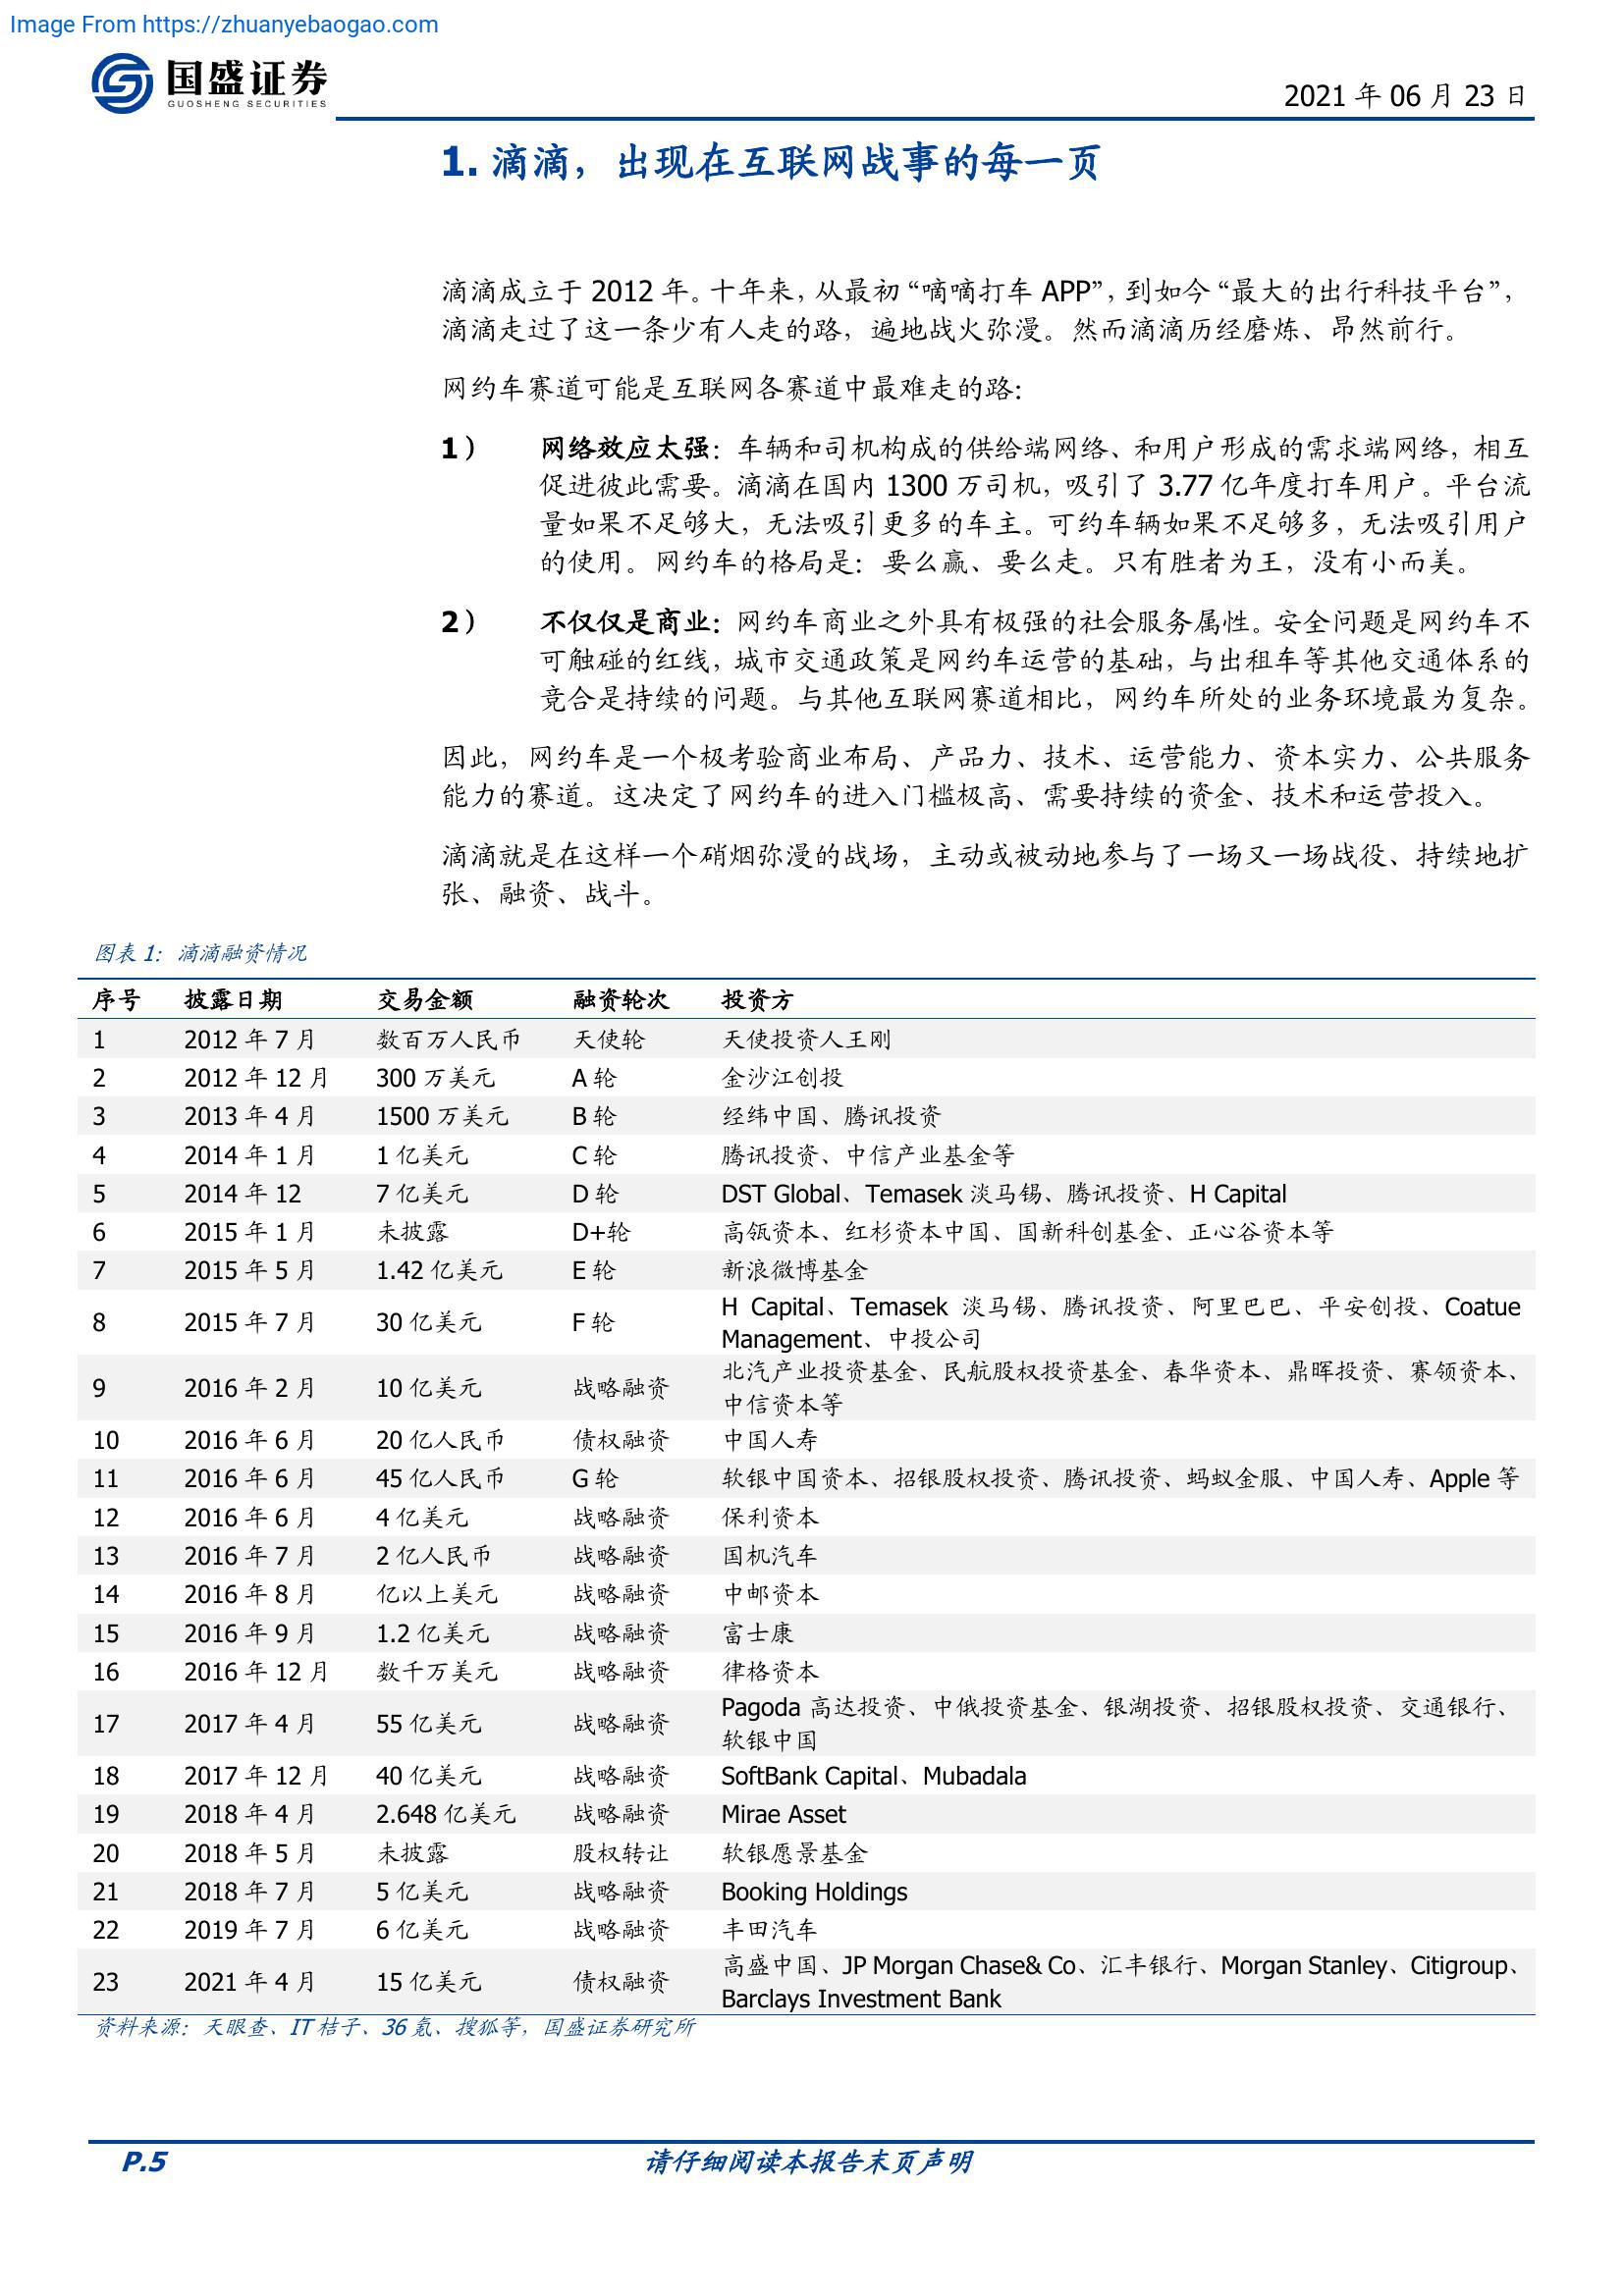 Image From https://zhuanyebaogao.com
国盛证券
GUOSHENG SECURITIES
2021 年 06 月 23 日
1. 滴滴，出现在互联网战事的每一页
滴滴成立于 2012 年。十年来，从最初“嘀嘀打车 APP”，到如今“最大的出行科技平台”，
滴滴走过了这一条少有人走的路，遍地战火弥漫。然而滴滴历经磨炼、昂然前行。
网约车赛道可能是互联网各赛道中最难走的路：
1） 网络效应太强：车辆和司机构成的供给端网络、和用户形成的需求端网络，相互
促进彼此需要。滴滴在国内 1300 万司机，吸引了 3.77 亿年度打车用户。平台流
量如果不足够大，无法吸引更多的车主。可约车辆如果不足够多，无法吸引用户
的使用。网约车的格局是：要么赢、要么走。只有胜者为王，没有小而美。
2） 不仅仅是商业：网约车商业之外具有极强的社会服务属性。安全问题是网约车不
可触碰的红线，城市交通政策是网约车运营的基础，与出租车等其他交通体系的
竞合是持续的问题。与其他互联网赛道相比，网约车所处的业务环境最为复杂。
因此，网约车是一个极考验商业布局、产品力、技术、运营能力、资本实力、公共服务
能力的赛道。这决定了网约车的进入门槛极高、需要持续的资金、技术和运营投入。
滴滴就是在这样一个硝烟弥漫的战场，主动或被动地参与了一场又一场战役、持续地扩
张、融资、战斗。
图表 1：滴滴融资情况
序号 披露日期 交易金额 融资轮次 投资方
1 2012 年 7 月 数百万人民币 天使轮 天使投资人王刚
2 2012 年 12 月 300 万美元 A 轮 金沙江创投
3 2013 年 4 月 1500 万美元 B 轮 经纬中国、腾讯投资
4 2014 年 1 月 1 亿美元 C 轮 腾讯投资、中信产业基金等
5 2014 年 12 7 亿美元 D 轮 DST Global、Temasek 淡马锡、腾讯投资、H Capital
6 2015 年 1 月 未披露 D+轮 高瓴资本、红杉资本中国、国新科创基金、正心谷资本等
7 2015 年 5 月 1.42 亿美元 E 轮 新浪微博基金
8 2015 年 7 月 30 亿美元 F 轮 H Capital、Temasek 淡马锡、腾讯投资、阿里巴巴、平安创投、Coatue
Management、中投公司
9 2016 年 2 月 10 亿美元 战略融资 北汽产业投资基金、民航股权投资基金、春华资本、鼎晖投资、赛领资本、
中信资本等
10 2016 年 6 月 20 亿人民币 债权融资 中国人寿
11 2016 年 6 月 45 亿人民币 G 轮 软银中国资本、招银股权投资、腾讯投资、蚂蚁金服、中国人寿、Apple 等
12 2016 年 6 月 4 亿美元 战略融资 保利资本
13 2016 年 7 月 2 亿人民币 战略融资 国机汽车
14 2016 年 8 月 亿以上美元 战略融资 中邮资本
15 2016 年 9 月 1.2 亿美元 战略融资 富士康
16 2016 年 12 月 数千万美元 战略融资 律格资本
17 2017 年 4 月 55 亿美元 战略融资 Pagoda 高达投资、中俄投资基金、银湖投资、招银股权投资、交通银行、
软银中国
18 2017 年 12 月 40 亿美元 战略融资 SoftBank Capital、Mubadala
19 2018 年 4 月 2.648 亿美元 战略融资 Mirae Asset
20 2018 年 5 月 未披露 股权转让 软银愿景基金
21 2018 年 7 月 5 亿美元 战略融资 Booking Holdings
22 2019 年 7 月 6 亿美元 战略融资 丰田汽车
23 2021 年 4 月 15 亿美元 债权融资 高盛中国、JP Morgan Chase& Co、汇丰银行、Morgan Stanley、Citigroup、
Barclays Investment Bank
资料来源：天眼查、IT 桔子、36 氪、搜狐等，国盛证券研究所
P.5 请仔细阅读本报告末页声明